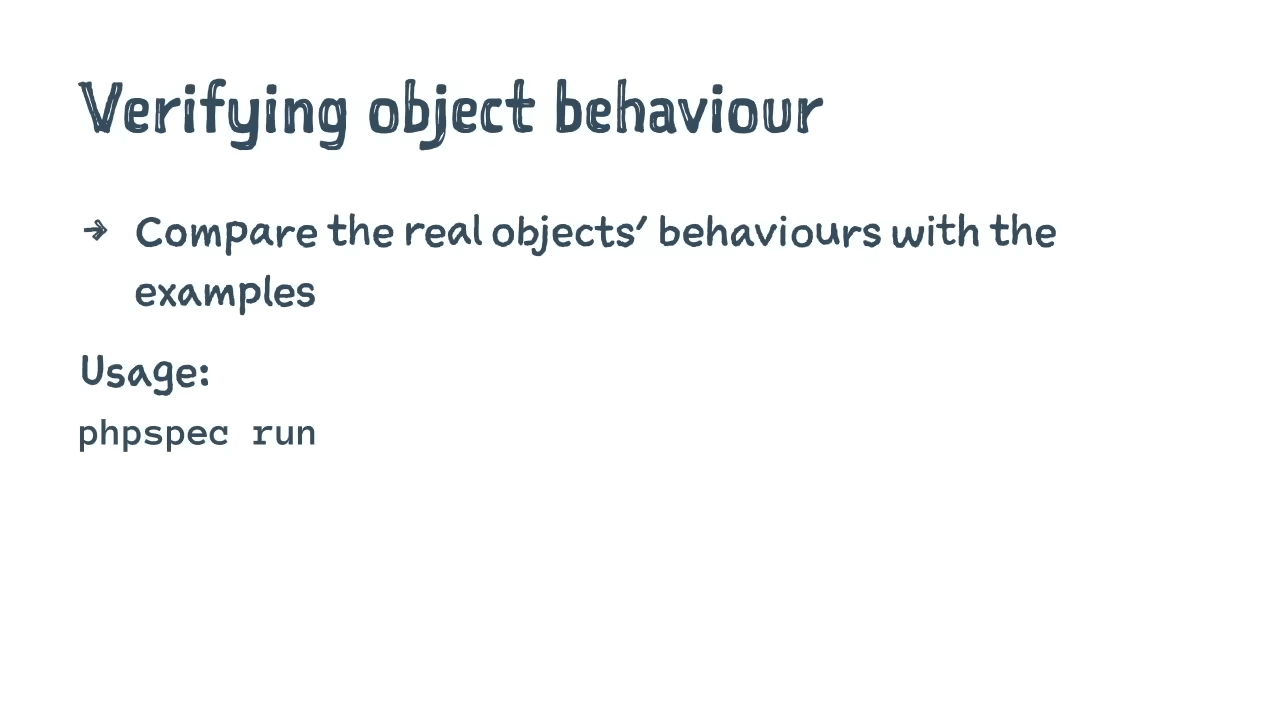 Verifying object behaviour
→ Compare the real objects' behaviours with the
examples
Usage:
phpspec run